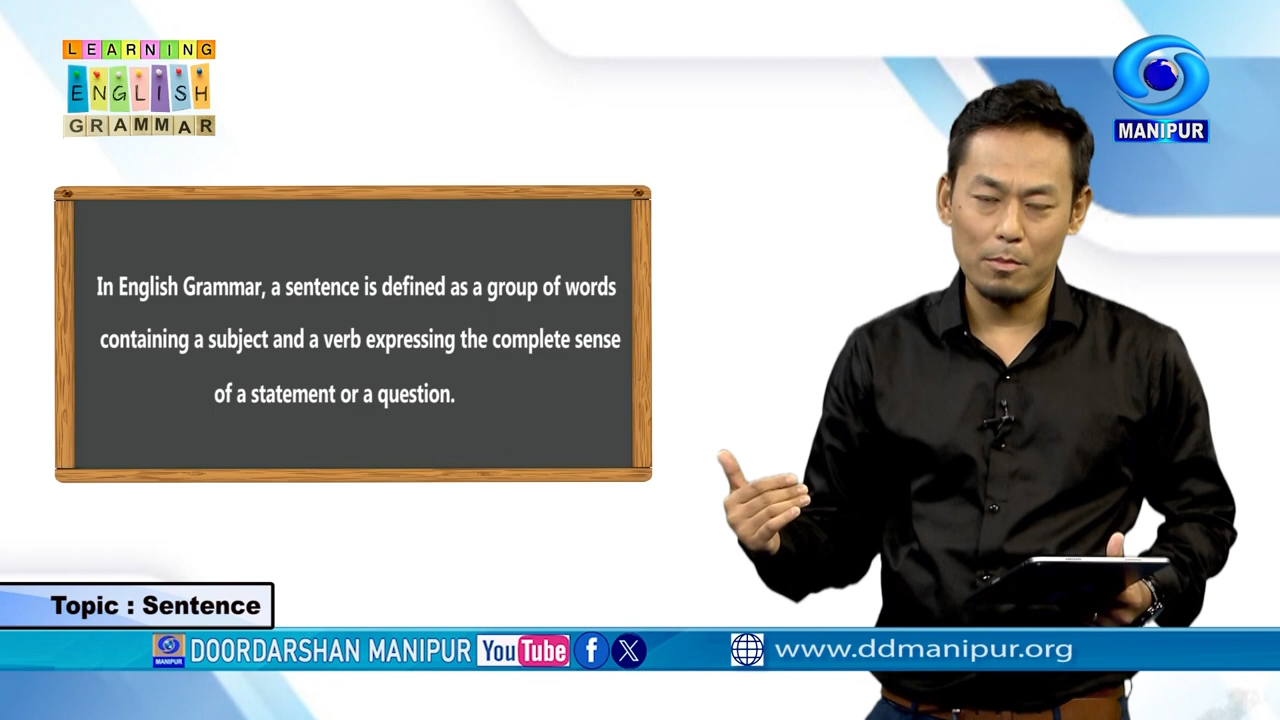 LEARNING
ENGLISH
GRAMMAR
MANIPUR
In English Grammar, a sentence is defined as a group of words
containing a subject and a verb expressing the complete sense
of a statement or a question.
Topic : Sentence
MANIPUR
DOORDARSHAN MANIPUR YouTube f X www.ddmanipur.org